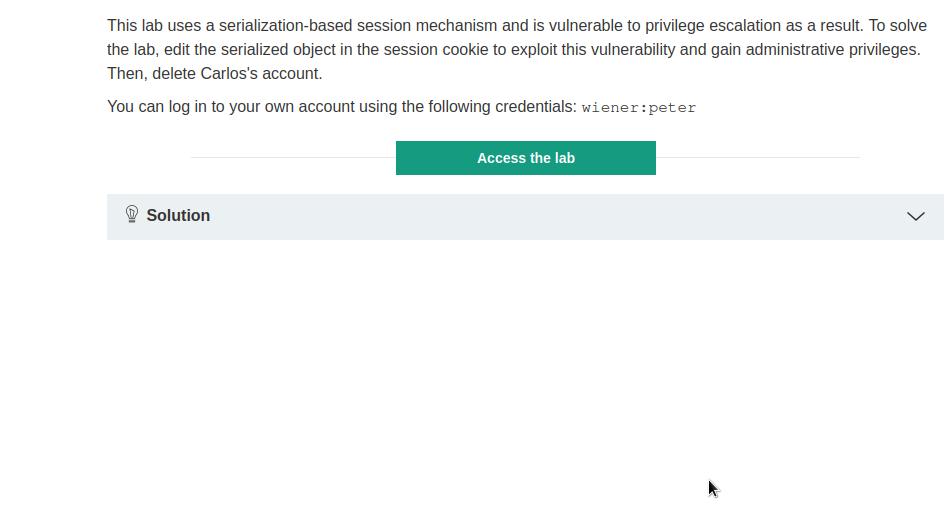 This lab uses a serialization-based session mechanism and is vulnerable to privilege escalation as a result. To solve
the lab, edit the serialized object in the session cookie to exploit this vulnerability and gain administrative privileges.
Then, delete Carlos's account.
You can log in to your own account using the following credentials: wiener:peter
Access the lab
Solution